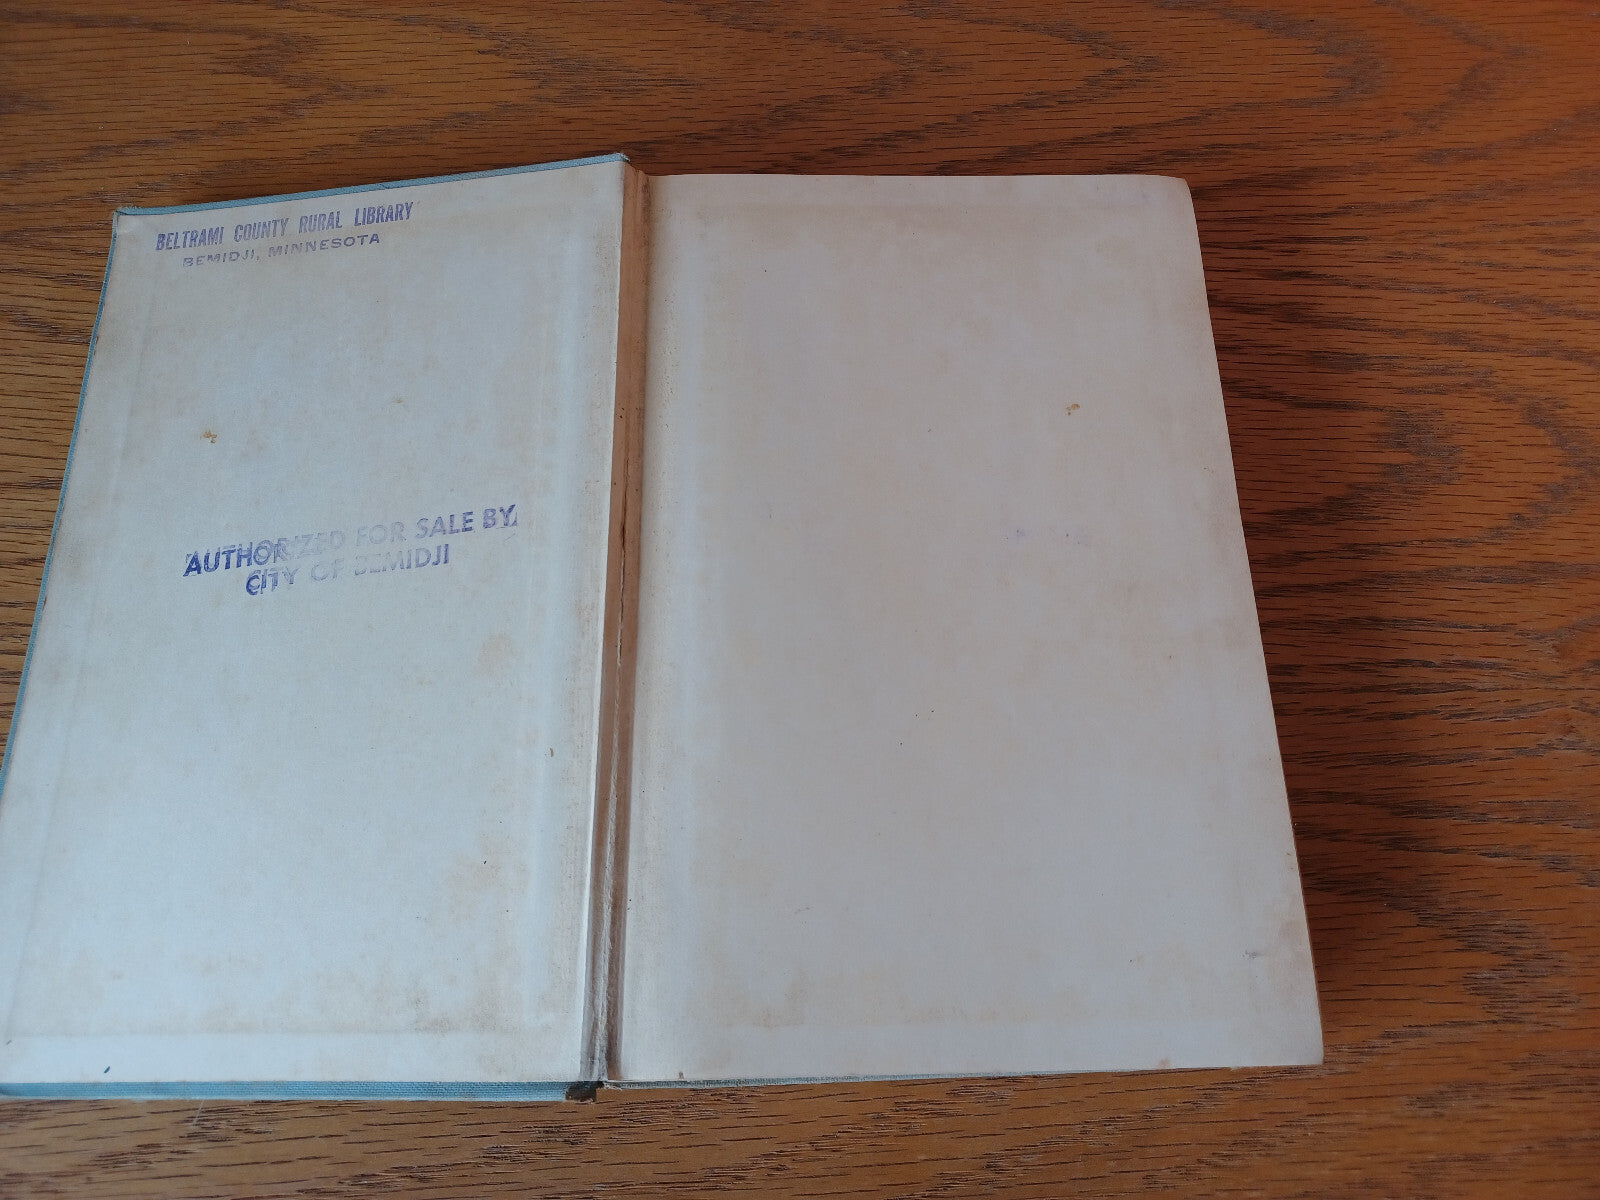 BELTRAMI COUNTY RURAL LIBRARY
BEMIDJI, MINNESOTA
AUTHORIZED FOR SALE BY
CITY OF BEMIDJI